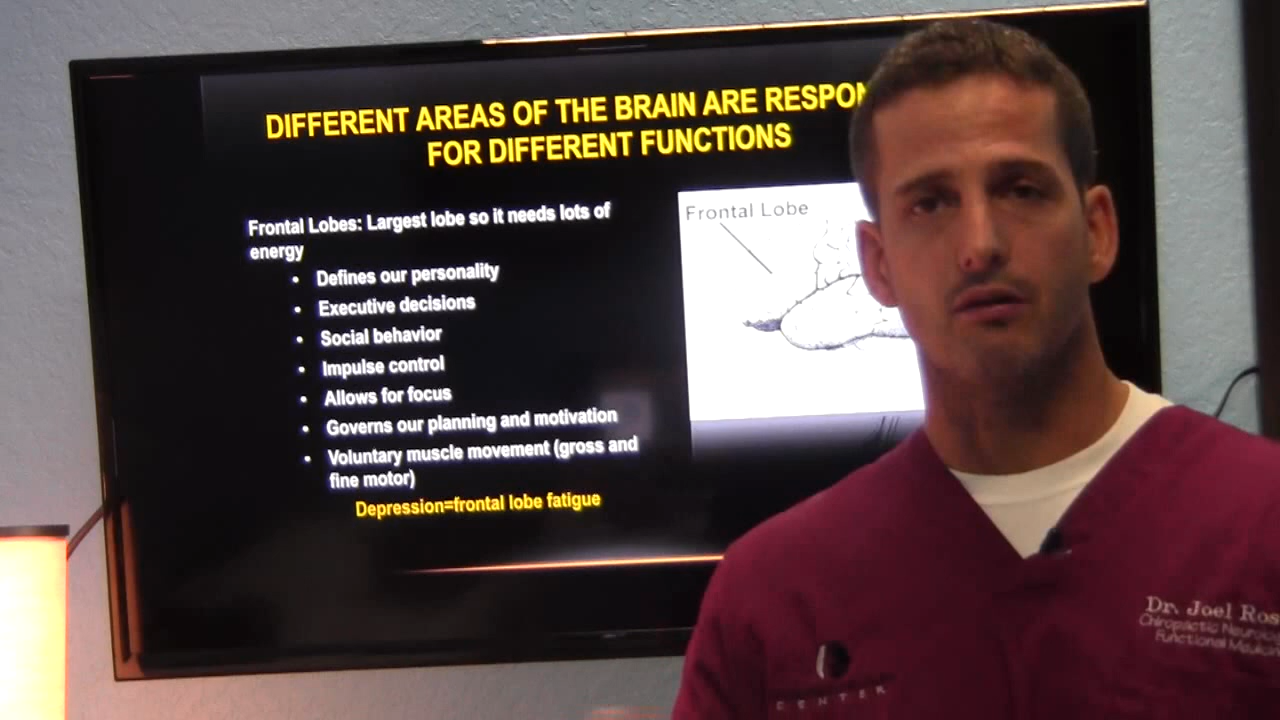 DIFFERENT AREAS OF THE BRAIN ARE RESPON
FOR DIFFERENT FUNCTIONS
Frontal Lobes: Largest lobe so it needs lots of
energy
• Defines our personality
• Executive decisions
• Social behavior
• Impulse control
• Allows for focus
• Governs our planning and motivation
• Voluntary muscle movement (gross and
fine motor)
Depression=frontal lobe fatigue
Frontal Lobe
Dr. Joel Ros
Chiropractic Neurolo
Functional Medicin
CENTER